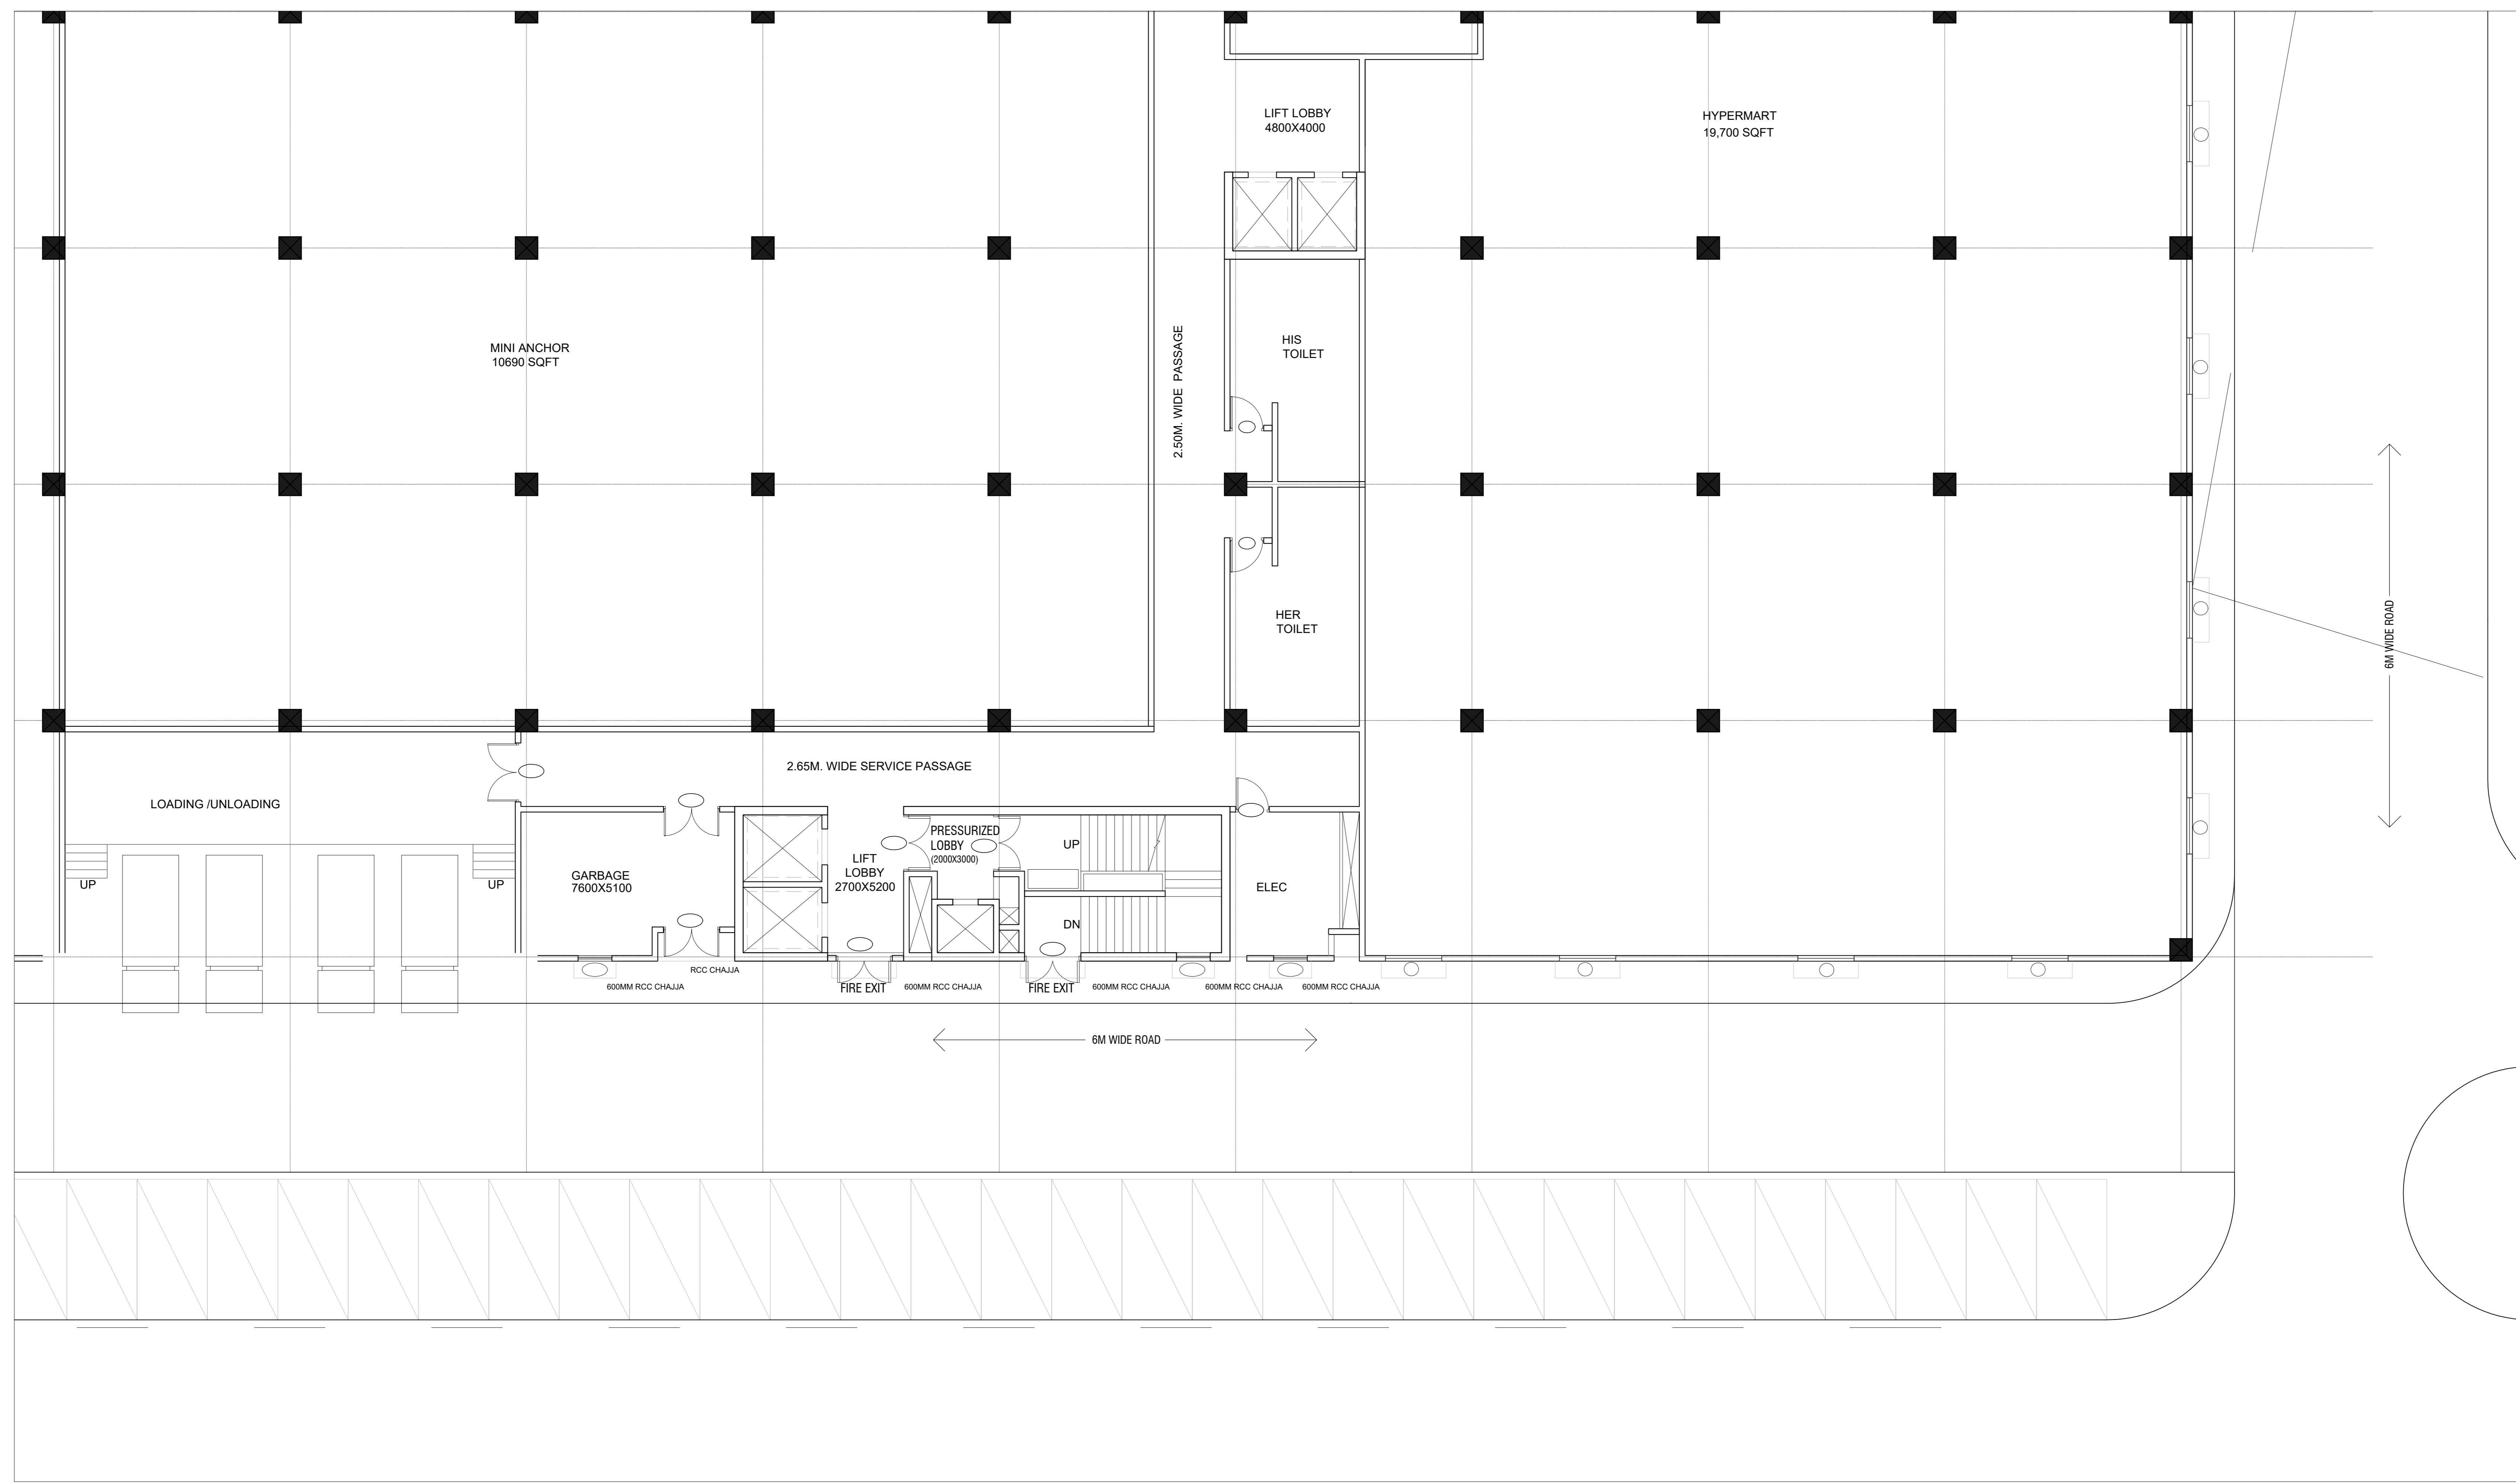 LIFT LOBBY
4800X4000
HYPERMART
19,700 SQFT
MINI ANCHOR
10690 SQFT
2.50M. WIDE PASSAGE
HIS
TOILET
HER
TOILET
6M WIDE ROAD
2.65M. WIDE SERVICE PASSAGE
LOADING /UNLOADING
UP
UP
GARBAGE
7600X5100
LIFT
LOBBY
2700X5200
PRESSURIZED
LOBBY
(2000X3000)
UP
DN
ELEC
RCC CHAJJA
600MM RCC CHAJJA
FIRE EXIT
600MM RCC CHAJJA
FIRE EXIT
600MM RCC CHAJJA
600MM RCC CHAJJA
600MM RCC CHAJJA
6M WIDE ROAD